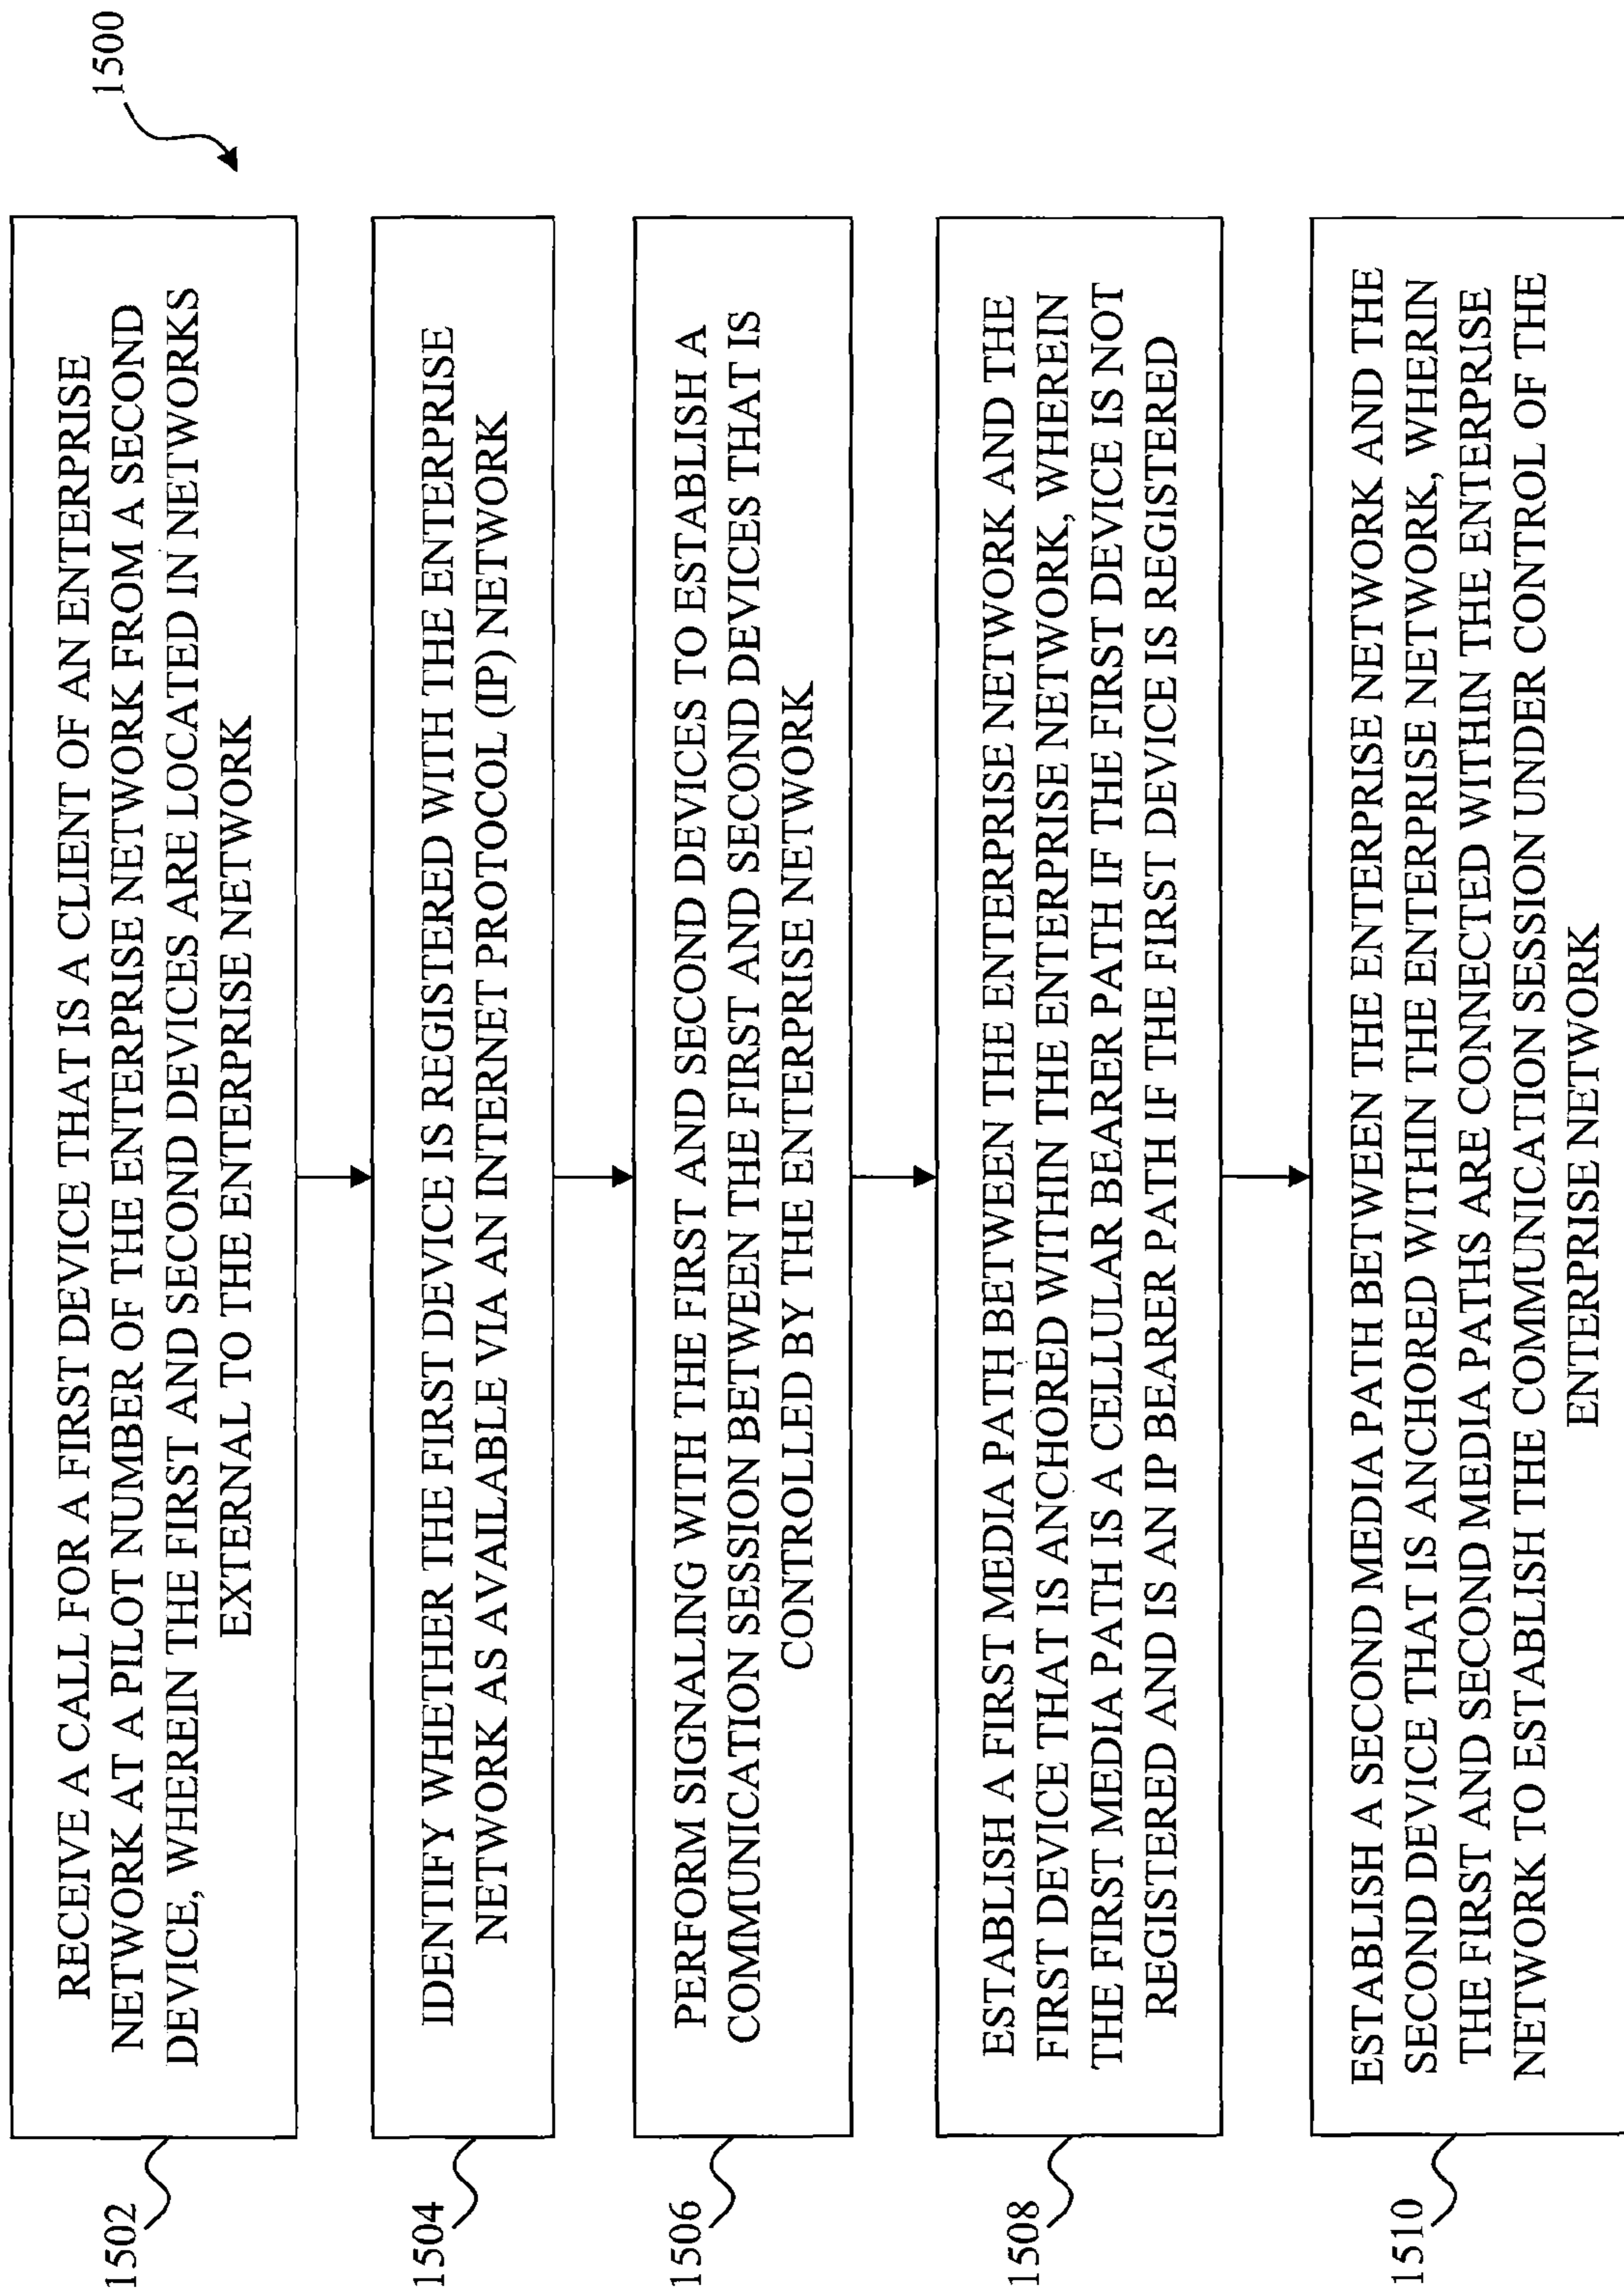 1500
1502
RECEIVE A CALL FOR A FIRST DEVICE THAT IS A CLIENT OF AN ENTERPRISE
NETWORK AT A PILOT NUMBER OF THE ENTERPRISE NETWORK FROM A SECOND
DEVICE, WHEREIN THE FIRST AND SECOND DEVICES ARE LOCATED IN NETWORKS
EXTERNAL TO THE ENTERPRISE NETWORK
1504
IDENTIFY WHETHER THE FIRST DEVICE IS REGISTERED WITH THE ENTERPRISE
NETWORK AS AVAILABLE VIA AN INTERNET PROTOCOL (IP) NETWORK
1506
PERFORM SIGNALING WITH THE FIRST AND SECOND DEVICES TO ESTABLISH A
COMMUNICATION SESSION BETWEEN THE FIRST AND SECOND DEVICES THAT IS
CONTROLLED BY THE ENTERPRISE NETWORK
1508
ESTABLISH A FIRST MEDIA PATH BETWEEN THE ENTERPRISE NETWORK AND THE
FIRST DEVICE THAT IS ANCHORED WITHIN THE ENTERPRISE NETWORK, WHEREIN
THE FIRST MEDIA PATH IS A CELLULAR BEARER PATH IF THE FIRST DEVICE IS NOT
REGISTERED AND IS AN IP BEARER PATH IF THE FIRST DEVICE IS REGISTERED
1510
ESTABLISH A SECOND MEDIA PATH BETWEEN THE ENTERPRISE NETWORK AND THE
SECOND DEVICE THAT IS ANCHORED WITHIN THE ENTERPRISE NETWORK, WHERIN
THE FIRST AND SECOND MEDIA PATHS ARE CONNECTED WITHIN THE ENTERPRISE
NETWORK TO ESTABLISH THE COMMUNICATION SESSION UNDER CONTROL OF THE
ENTERPRISE NETWORK